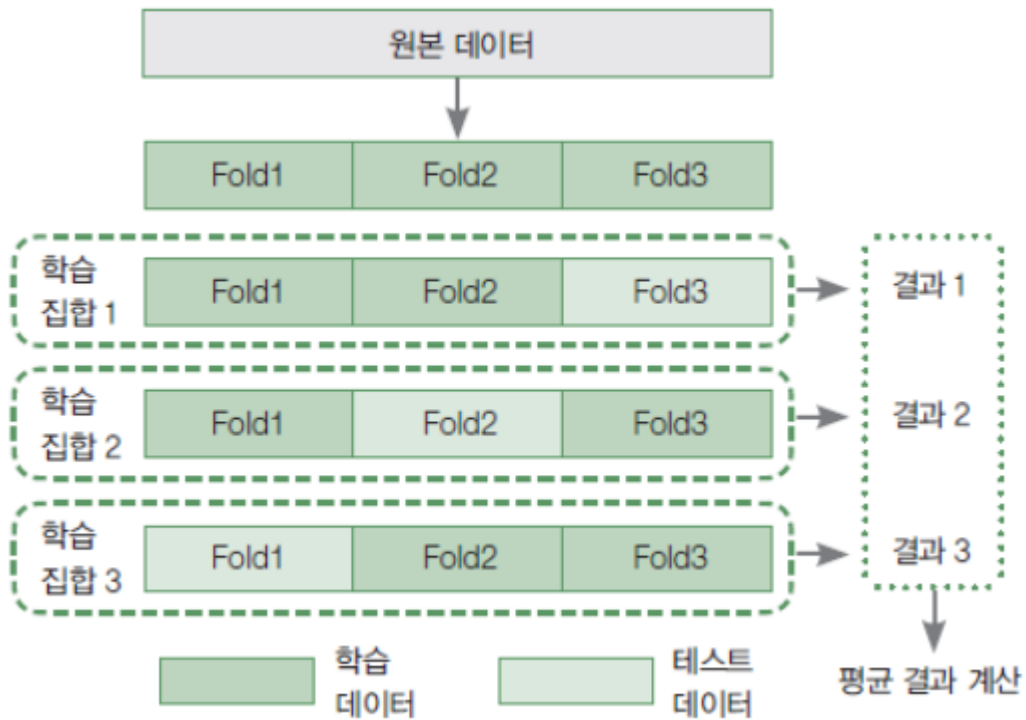 원본 데이터
Fold1 Fold2 Fold3
학습
집합 1
Fold1 Fold2 Fold3
결과 1
학습
집합 2
Fold1 Fold2 Fold3
결과 2
학습
집합 3
Fold1 Fold2 Fold3
결과 3
학습
데이터
테스트
데이터
평균 결과 계산